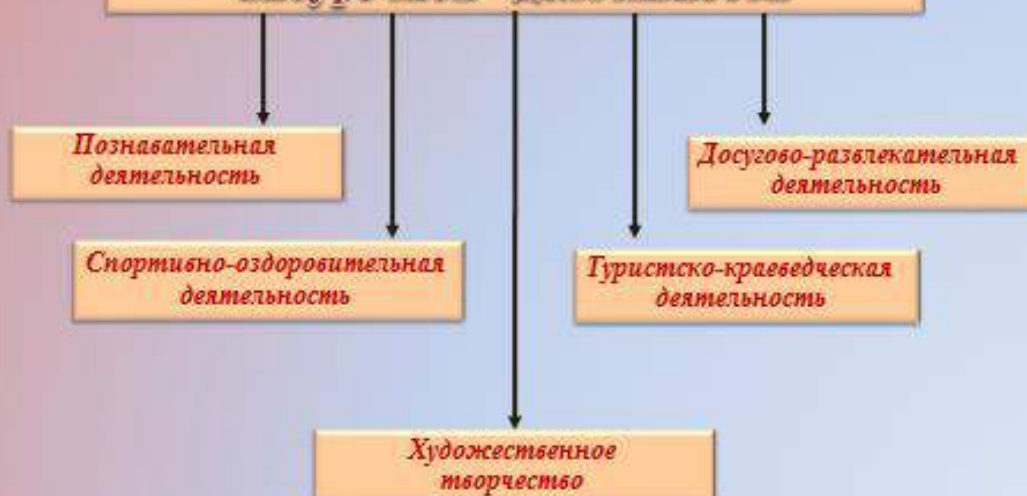 Познавательная
деятельность
Досугово-развлекательная
деятельность
Спортивно-оздоровительная
деятельность
Туристско-краеведческая
деятельность
Художественное
творчество